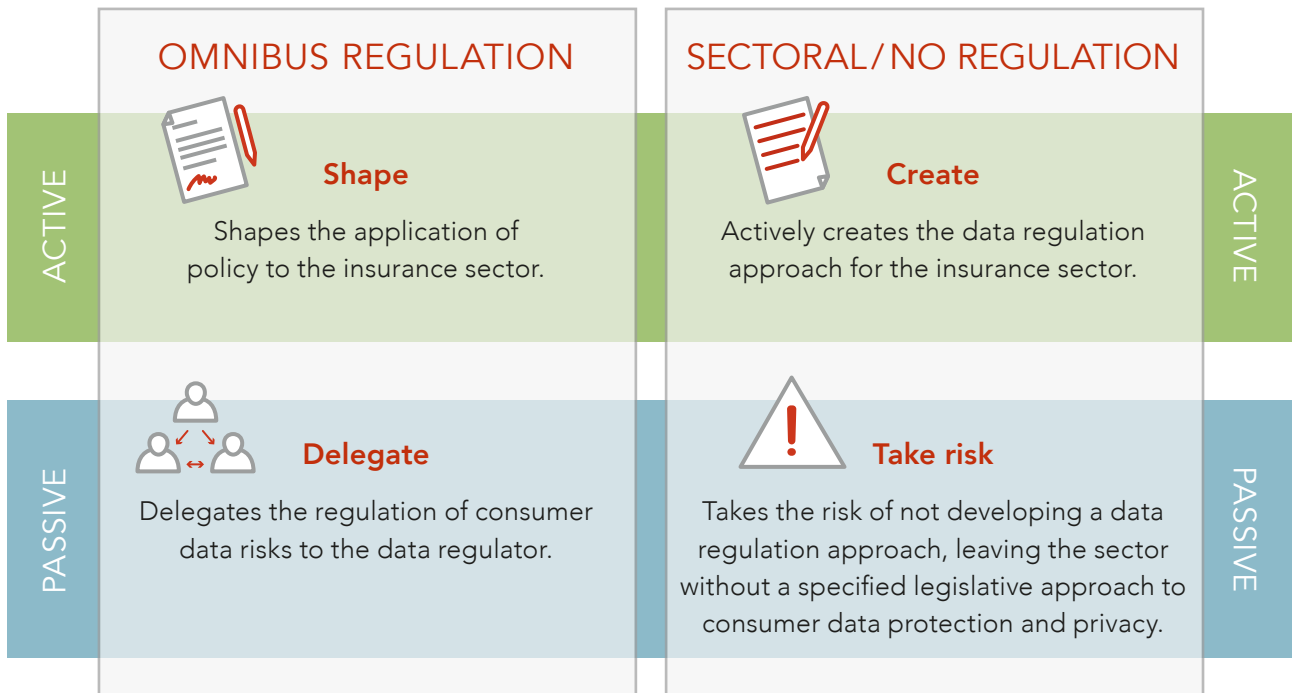 OMNIBUS REGULATION
SECTORAL/NO REGULATION
ACTIVE
Shape
Shapes the application of
policy to the insurance sector.
Create
Actively creates the data regulation
approach for the insurance sector.
ACTIVE
PASSIVE
Delegate
Delegates the regulation of consumer
data risks to the data regulator.
Take risk
Takes the risk of not developing a data
regulation approach, leaving the sector
without a specified legislative approach to
consumer data protection and privacy.
PASSIVE